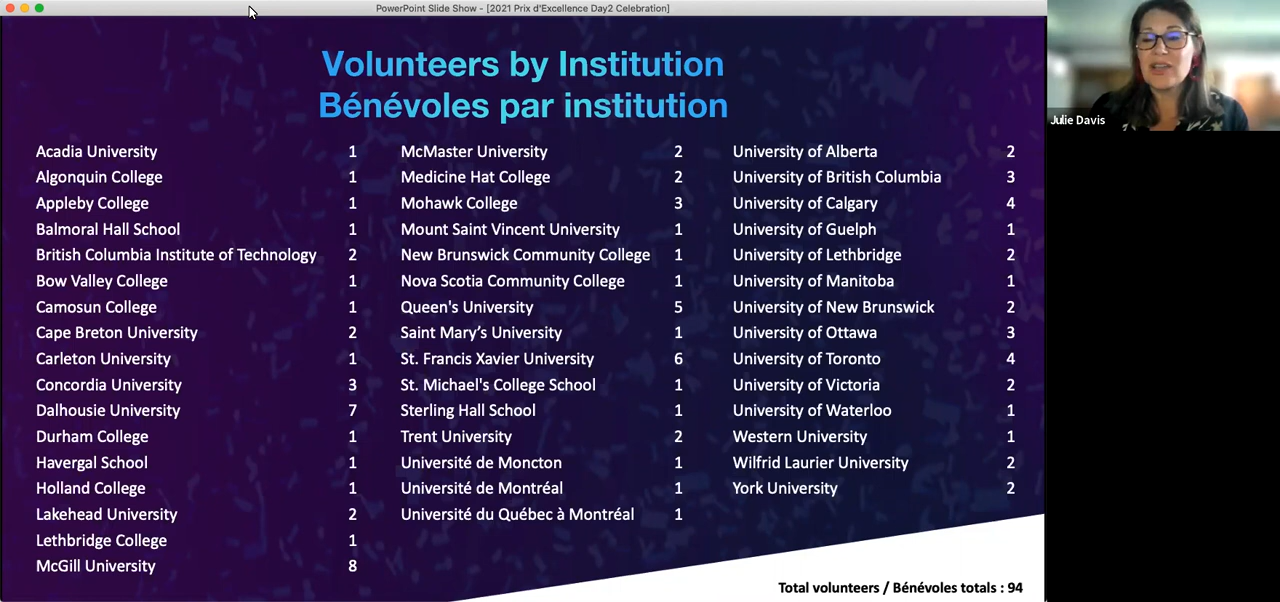 PowerPoint Slide Show - [2021 Prix d'Excellence Day2 Celebration]
Volunteers by Institution
Bénévoles par institution
Acadia University 1
Algonquin College 1
Appleby College 1
Balmoral Hall School 1
British Columbia Institute of Technology 2
Bow Valley College 1
Camosun College 1
Cape Breton University 2
Carleton University 1
Concordia University 3
Dalhousie University 7
Durham College 1
Havergal School 1
Holland College 1
Lakehead University 2
Lethbridge College 1
McGill University 8
McMaster University 2
Medicine Hat College 2
Mohawk College 3
Mount Saint Vincent University 1
New Brunswick Community College 1
Nova Scotia Community College 1
Queen's University 5
Saint Mary’s University 1
St. Francis Xavier University 6
St. Michael's College School 1
Sterling Hall School 1
Trent University 2
Université de Moncton 1
Université de Montréal 1
Université du Québec à Montréal 1
University of Alberta 2
University of British Columbia 3
University of Calgary 4
University of Guelph 1
University of Lethbridge 2
University of Manitoba 1
University of New Brunswick 2
University of Ottawa 3
University of Toronto 4
University of Victoria 2
University of Waterloo 1
Western University 1
Wilfrid Laurier University 2
York University 2
Total volunteers / Bénévoles totals : 94
Julie Davis